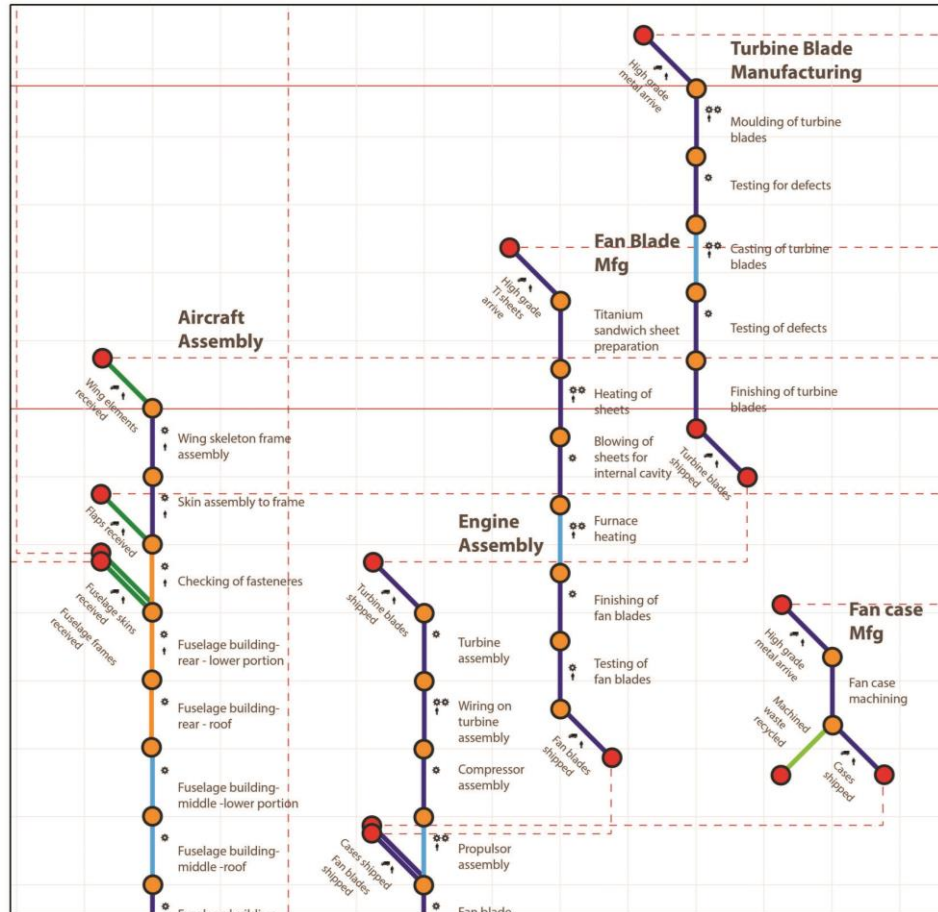 Turbine Blade
Manufacturing
High grade
metal arrive
Moulding of turbine
blades
Testing for defects
Casting of turbine
blades
Testing of defects
Finishing of turbine
blades
Turbine blades
shipped
Fan Blade
Mfg
High grade
Ti sheets
arrive
Titanium
sandwich sheet
preparation
Heating of
sheets
Blowing of
sheets for
internal cavity
Furnace
heating
Finishing of
fan blades
Testing of
fan blades
Fan blades
shipped
Aircraft
Assembly
Wing elements
received
Wing skeleton frame
assembly
Skin assembly to frame
Flaps received
Checking of fasteneres
Fuselage skins
received
Fuselage frames
received
Fuselage building-
rear - lower portion
Fuselage building-
rear - roof
Fuselage building-
middle -lower portion
Fuselage building-
middle -roof
Engine
Assembly
Turbine blades
shipped
Turbine
assembly
Wiring on
turbine
assembly
Compressor
assembly
Propulsor
assembly
Cases shipped
Fan blades
shipped
Fan blade
Fan case
Mfg
High grade
metal arrive
Fan case
machining
Machined
waste
recycled
Cases
shipped